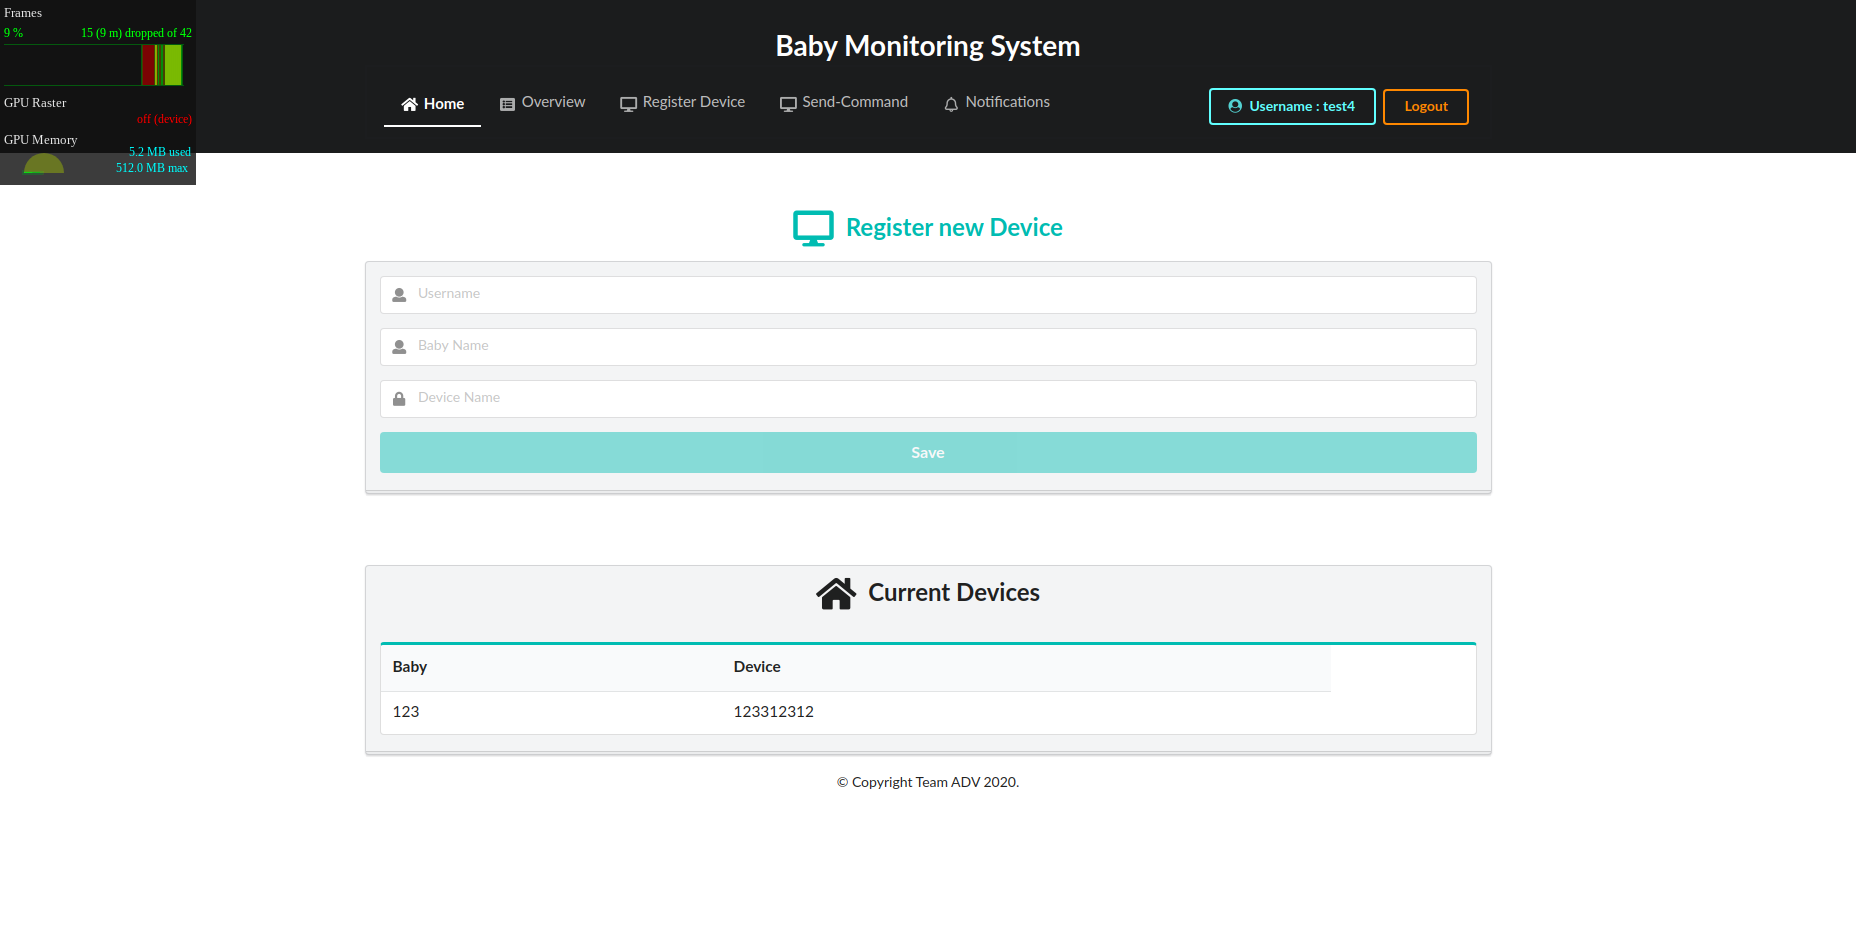 Frames
9 % 15 (9 m) dropped of 42
GPU Raster
off (device)
GPU Memory
5.2 MB used
512.0 MB max
Baby Monitoring System
Home Overview Register Device Send-Command Notifications Username : test4 Logout
Register new Device
Username
Baby Name
Device Name
Save
Current Devices
Baby Device
123 123312312
© Copyright Team ADV 2020.